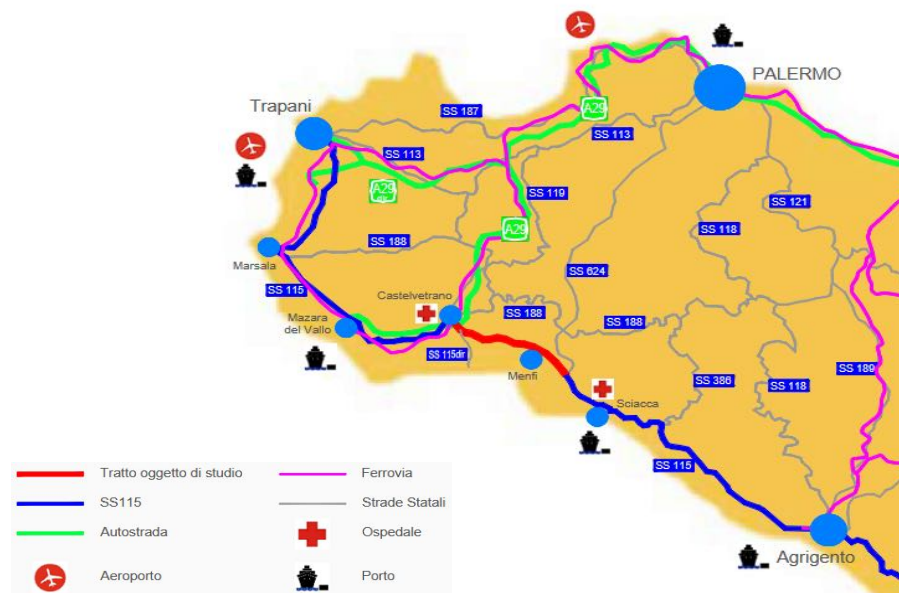 PALERMO
Trapani
SS 187
A29
SS 113
SS 113
A29
dir
SS 119
SS 121
A29
SS 118
SS 188
Marsala
SS 624
SS 115
Castelvetrano
Mazara
del Vallo
SS 188
SS 188
SS 115dir
Menfi
SS 386
SS 118
SS 189
Sciacca
SS 115
Agrigento
Tratto oggetto di studio
Ferrovia
SS115
Strade Statali
Autostrada
Ospedale
Aeroporto
Porto